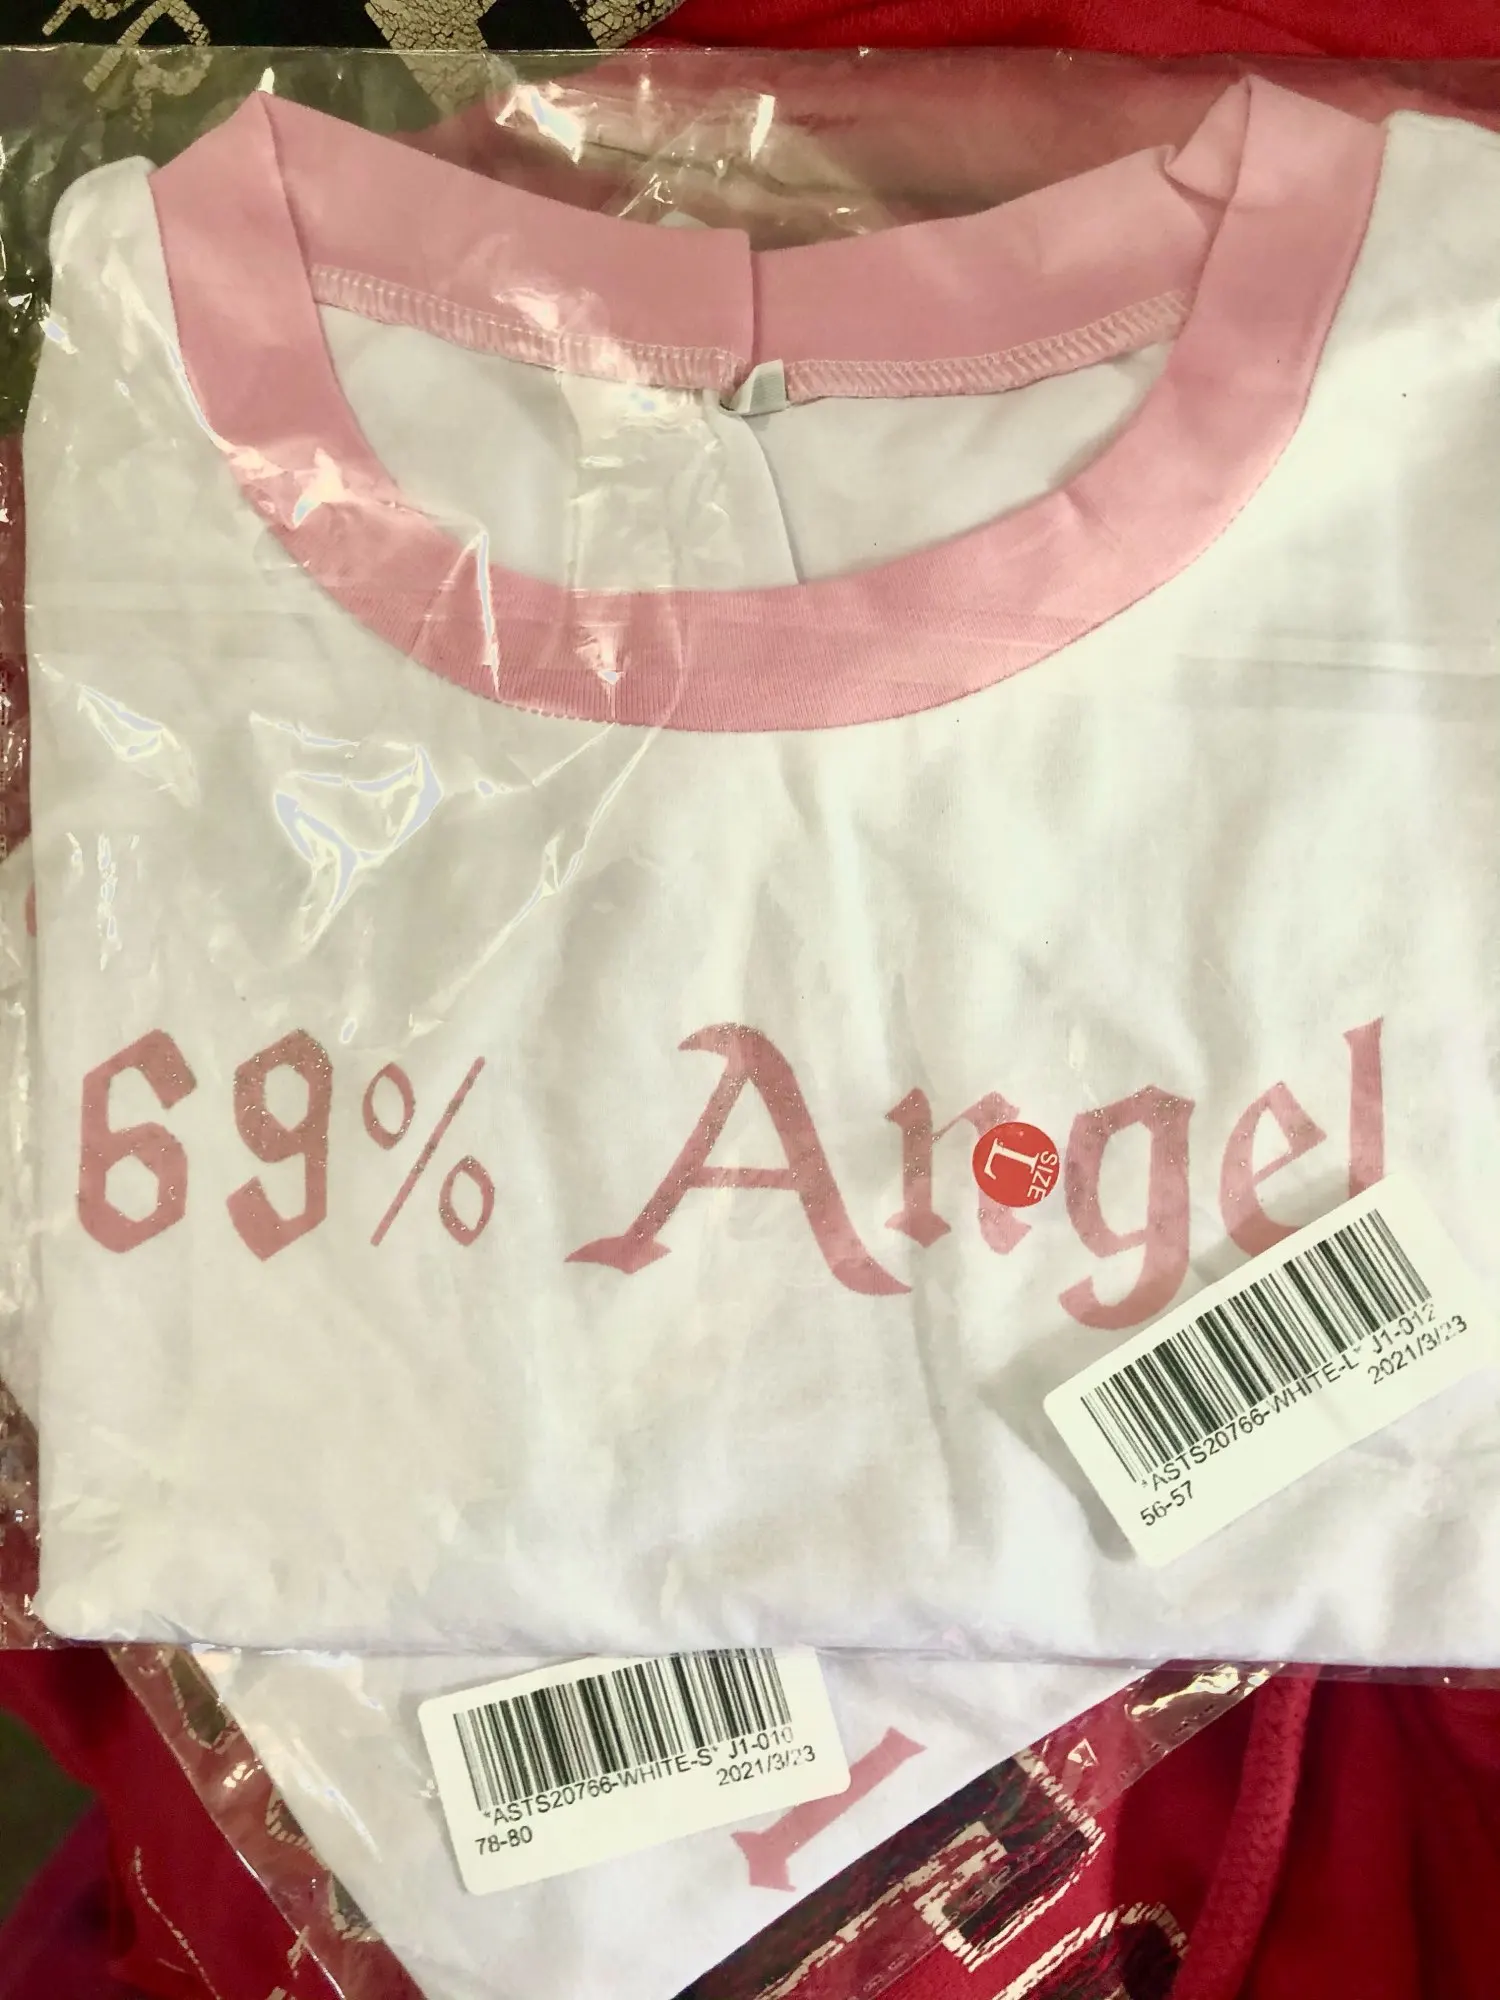 69% Angel
L
SIZE
*ASTS20766-WHITE-L* J1-012
2021/3/23
56-57
*ASTS20766-WHITE-S* J1-010
2021/3/23
78-80